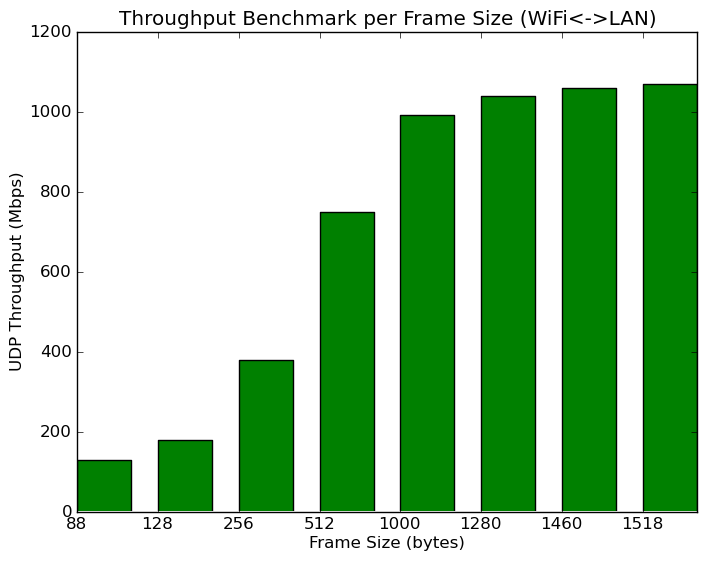 Throughput Benchmark per Frame Size (WiFi<->LAN)
1200
1000
800
600
400
200
0
UDP Throughput (Mbps)
88 128 256 512 1000 1280 1460 1518
Frame Size (bytes)